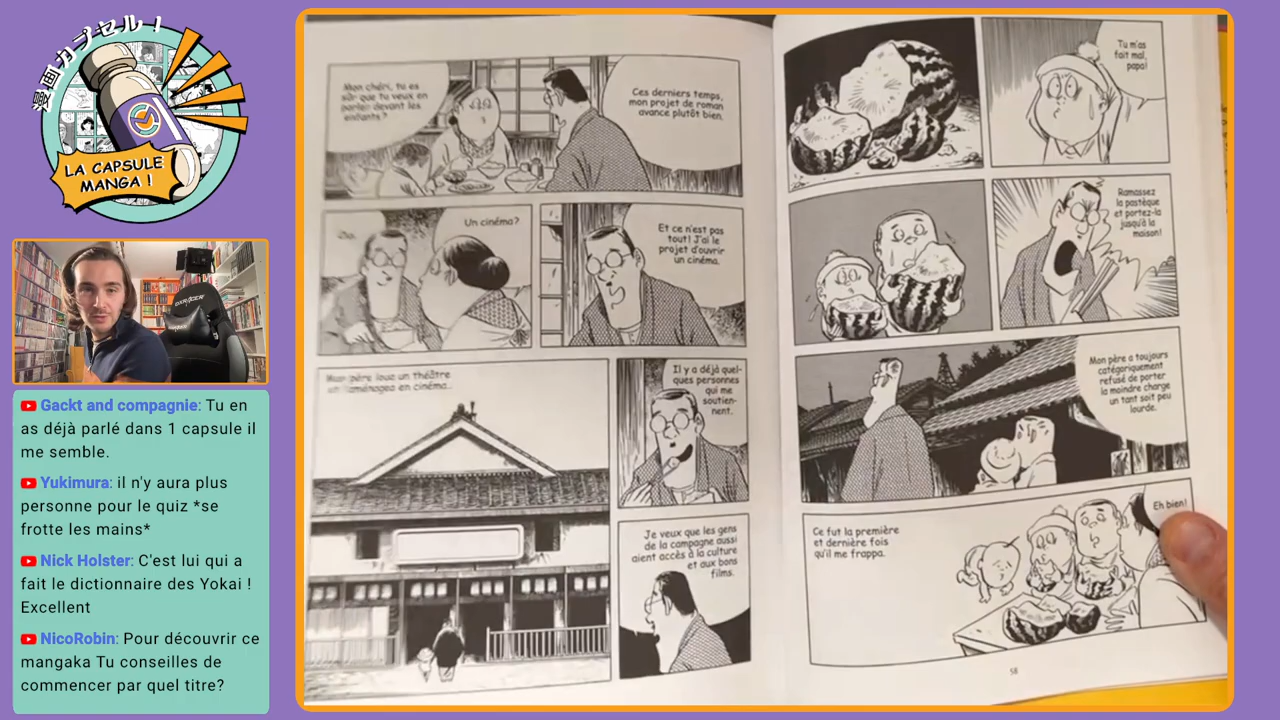 漫画カプセル!
LA CAPSULE
MANGA !
Gackt and compagnie: Tu en
as déjà parlé dans 1 capsule il
me semble.
Yukimura: il n'y aura plus
personne pour le quiz *se
frotte les mains*
Nick Holster: C'est lui qui a
fait le dictionnaire des Yokai !
Excellent
NicoRobin: Pour découvrir ce
mangaka Tu conseilles de
commencer par quel titre?
Mon chéri, tu es
sûr que tu veux en
parler devant les
enfants ?
Ces derniers temps,
mon projet de roman
avance plutôt bien.
Un cinéma ?
Et ce n'est pas
tout ! J'ai le
projet d'ouvrir
un cinéma.
Mon père loua un théâtre
et l'aménagea en cinéma...
Il y a déjà quel-
ques personnes
qui me
soutien-
nent.
Je veux que les gens
de la campagne aussi
aient accès à la culture
et aux bons
films.
Tu m'as
fait mal,
papa!
Ramassez
la pastèque
et portez-la
jusqu'à la
maison!
Mon père a toujours
catégoriquement
refusé de porter
la moindre charge
un tant soit peu
lourde.
Ce fut la première
et dernière fois
qu'il me frappa.
Eh bien!
58